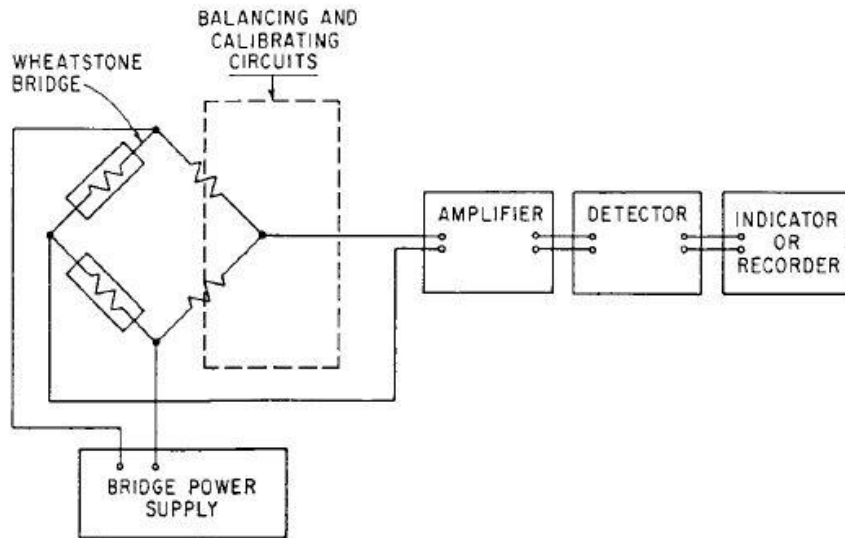 BALANCING AND
CALIBRATING
CIRCUITS
WHEATSTONE
BRIDGE
AMPLIFIER
DETECTOR
INDICATOR
OR
RECORDER
BRIDGE POWER
SUPPLY